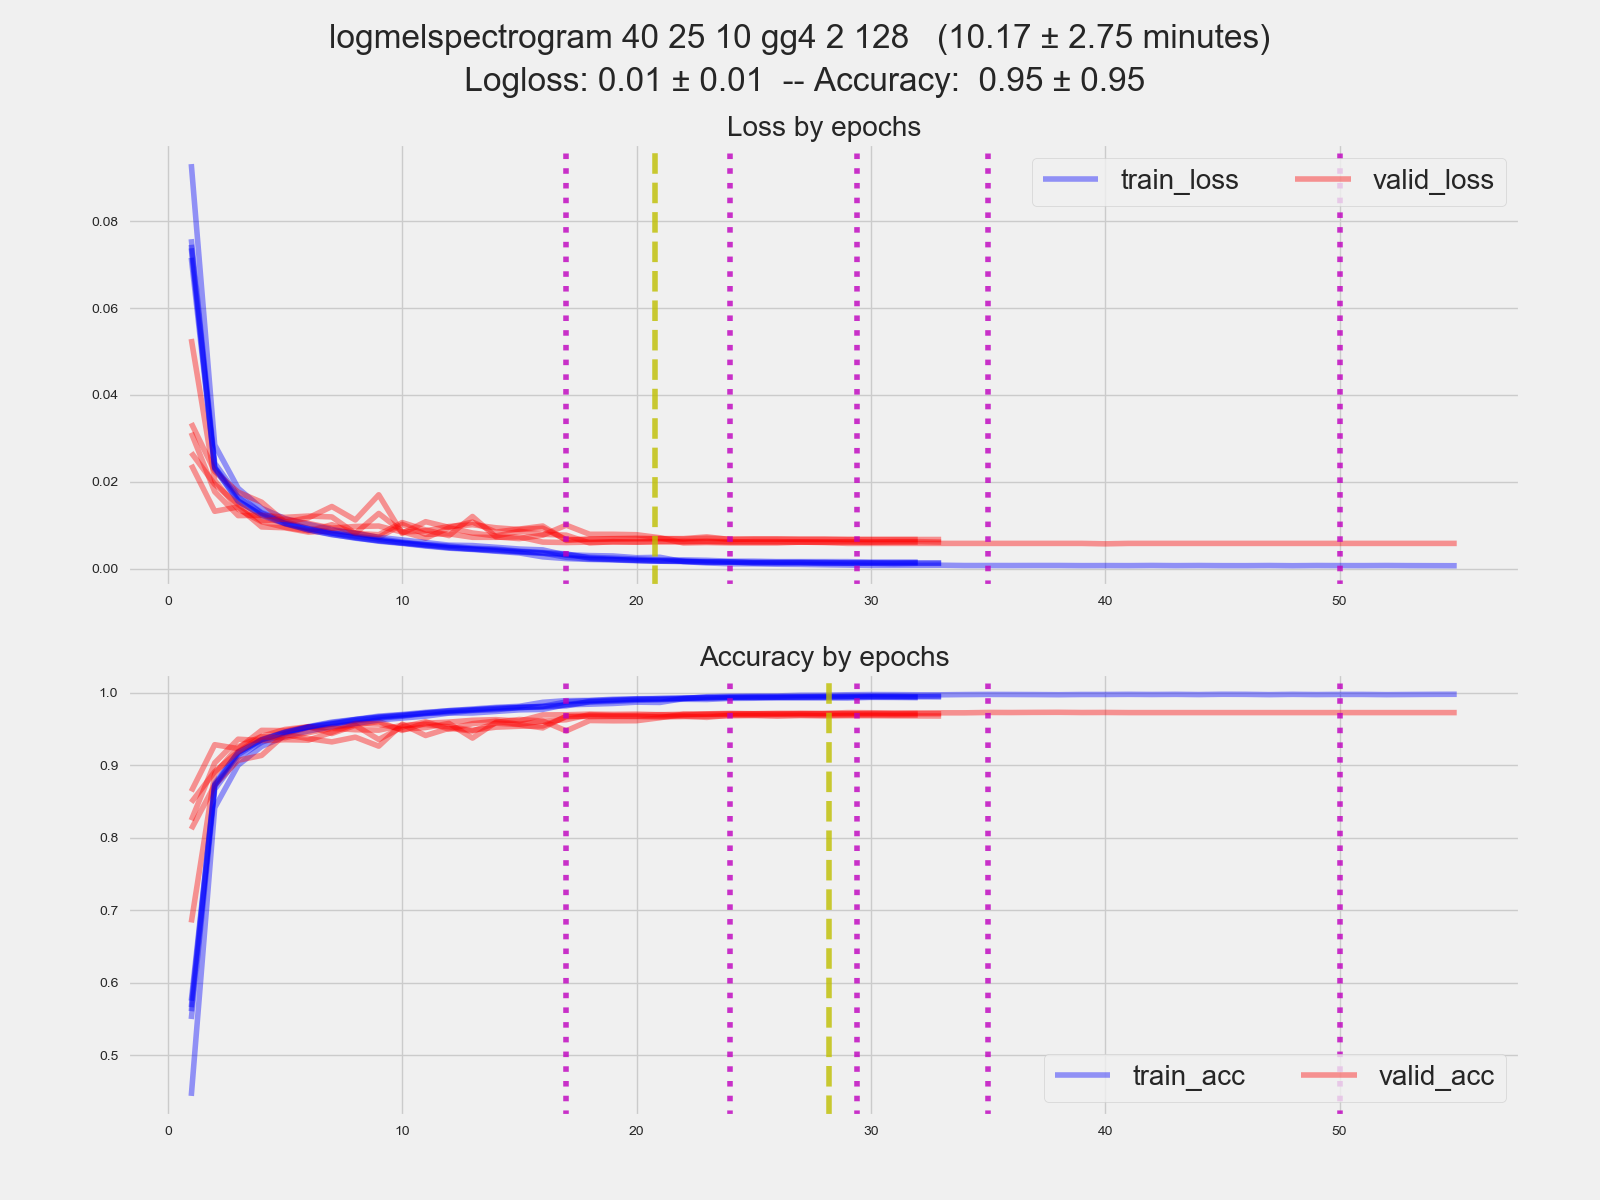 logmelspectrogram 40 25 10 gg4 2 128   (10.17 ± 2.75 minutes)
Logloss: 0.01 ± 0.01  -- Accuracy:  0.95 ± 0.95
Loss by epochs
train_loss valid_loss
0.08
0.06
0.04
0.02
0.00
0 10 20 30 40 50
Accuracy by epochs
1.0
0.9
0.8
0.7
0.6
0.5
train_acc valid_acc
0 10 20 30 40 50